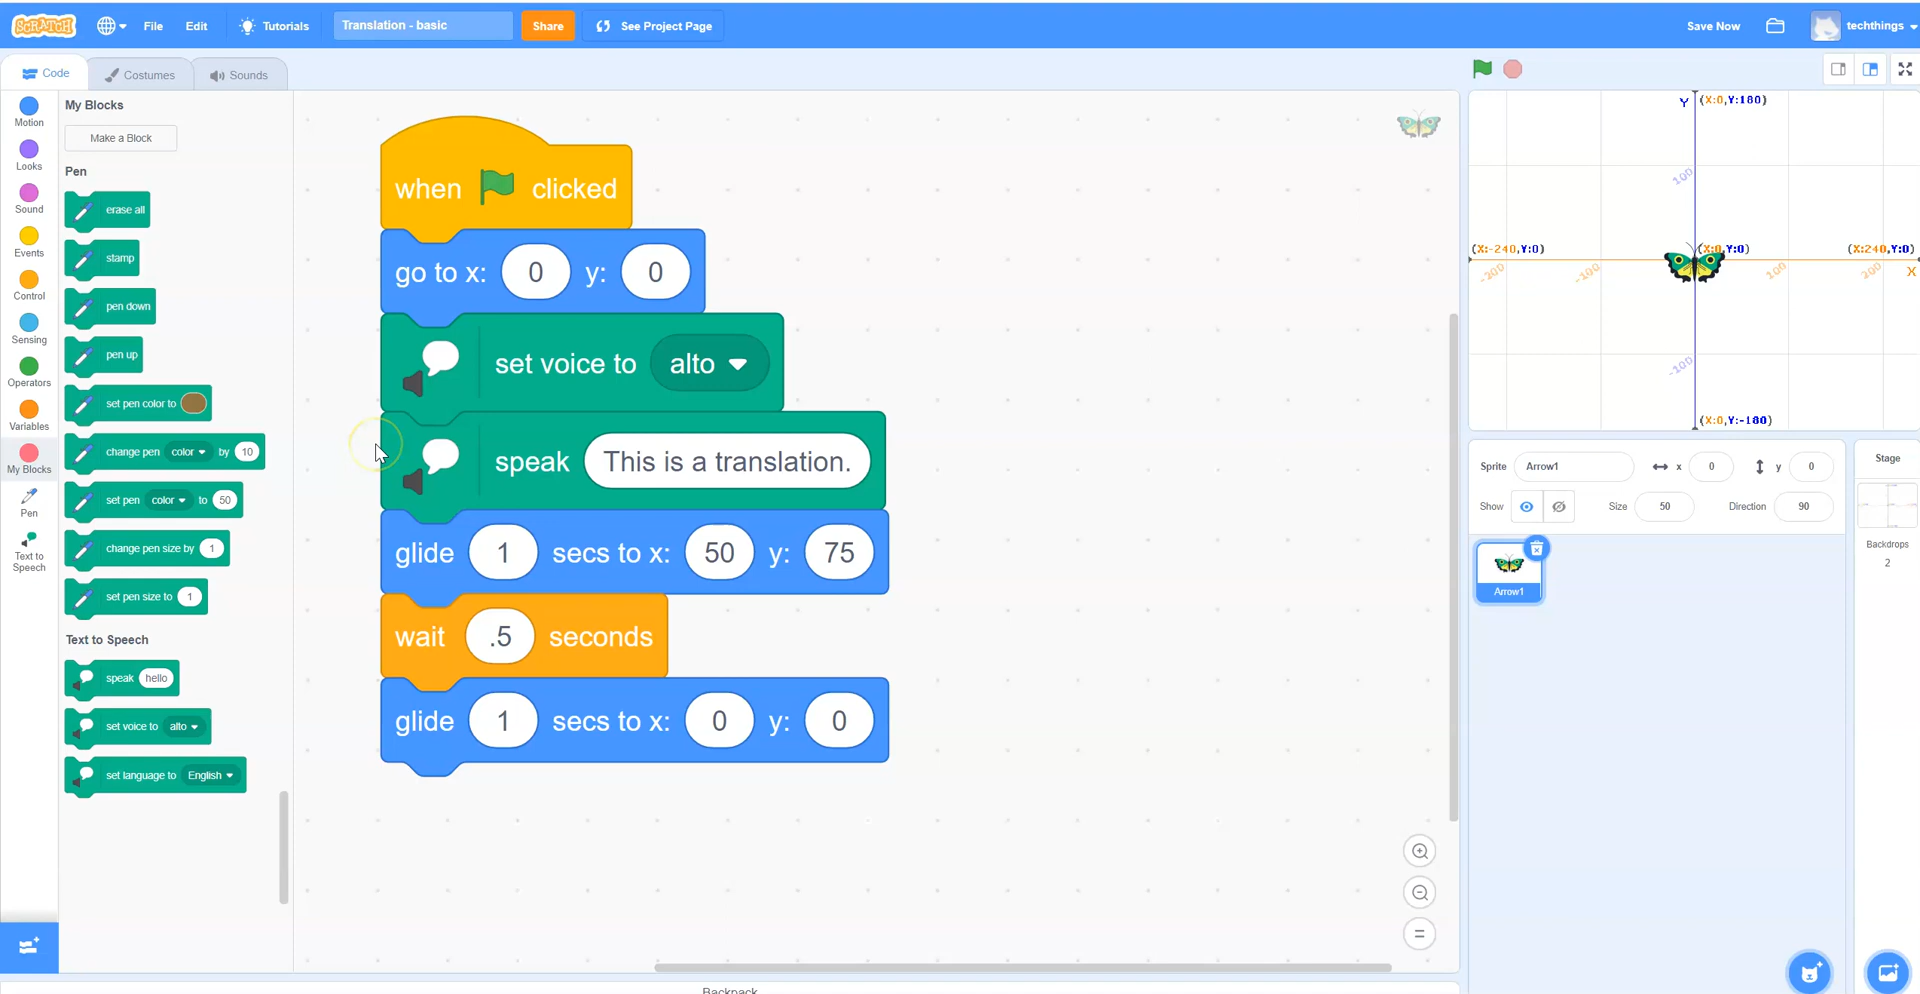 SCRATCH
File
Edit
Tutorials
Translation - basic
Share
See Project Page
Save Now
techthings
Code
Costumes
Sounds
Motion
Looks
Sound
Events
Control
Sensing
Operators
Variables
My Blocks
Pen
Text to
Speech
My Blocks
Make a Block
Pen
erase all
stamp
pen down
pen up
set pen color to
change pen color by 10
set pen color to 50
change pen size by 1
set pen size to 1
Text to Speech
speak hello
set voice to alto
set language to English
when clicked
go to x: 0 y: 0
set voice to alto
speak This is a translation.
glide 1 secs to x: 50 y: 75
wait .5 seconds
glide 1 secs to x: 0 y: 0
Backpack
Y (X:0,Y:180)
100
(X:-240,Y:0) (X:0,Y:0) (X:240,Y:0)
-200 -100 100 200 X
-100
(X:0,Y:-180)
Sprite Arrow1 x 0 y 0
Show Size 50 Direction 90
Arrow1
Stage
Backdrops
2